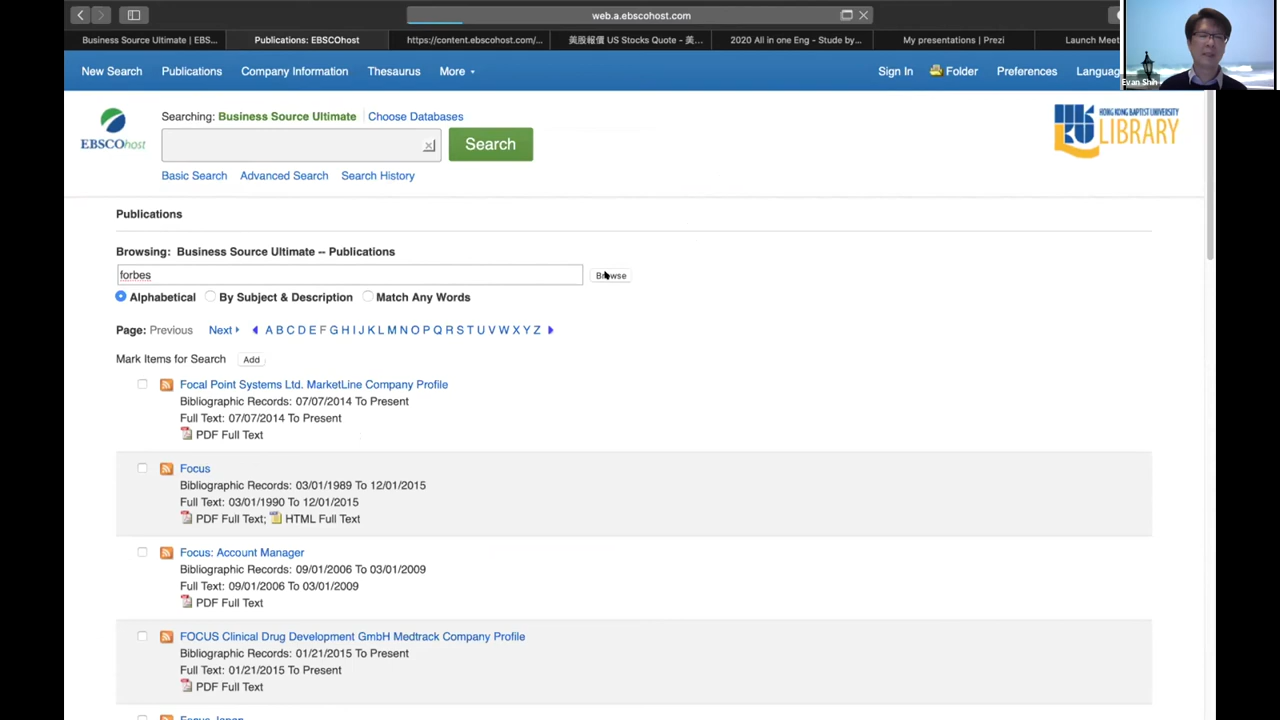 web.a.ebscohost.com
Business Source Ultimate | EBS...
Publications: EBSCOhost
https://content.ebscohost.com/...
美股報價 US Stocks Quote - 美...
2020 All in one Eng - Stude by...
My presentations | Prezi
Launch Meet
Evan Shih
New Search
Publications
Company Information
Thesaurus
More
Sign In
Folder
Preferences
Languag
EBSCOhost
Searching: Business Source Ultimate
Choose Databases
Search
Basic Search
Advanced Search
Search History
HONG KONG BAPTIST UNIVERSITY
LIBRARY
Publications
Browsing: Business Source Ultimate -- Publications
forbes
Browse
Alphabetical
By Subject & Description
Match Any Words
Page: Previous Next A B C D E F G H I J K L M N O P Q R S T U V W X Y Z
Mark Items for Search Add
Focal Point Systems Ltd. MarketLine Company Profile
Bibliographic Records: 07/07/2014 To Present
Full Text: 07/07/2014 To Present
PDF Full Text
Focus
Bibliographic Records: 03/01/1989 To 12/01/2015
Full Text: 03/01/1990 To 12/01/2015
PDF Full Text; HTML Full Text
Focus: Account Manager
Bibliographic Records: 09/01/2006 To 03/01/2009
Full Text: 09/01/2006 To 03/01/2009
PDF Full Text
FOCUS Clinical Drug Development GmbH Medtrack Company Profile
Bibliographic Records: 01/21/2015 To Present
Full Text: 01/21/2015 To Present
PDF Full Text
Focus Japan